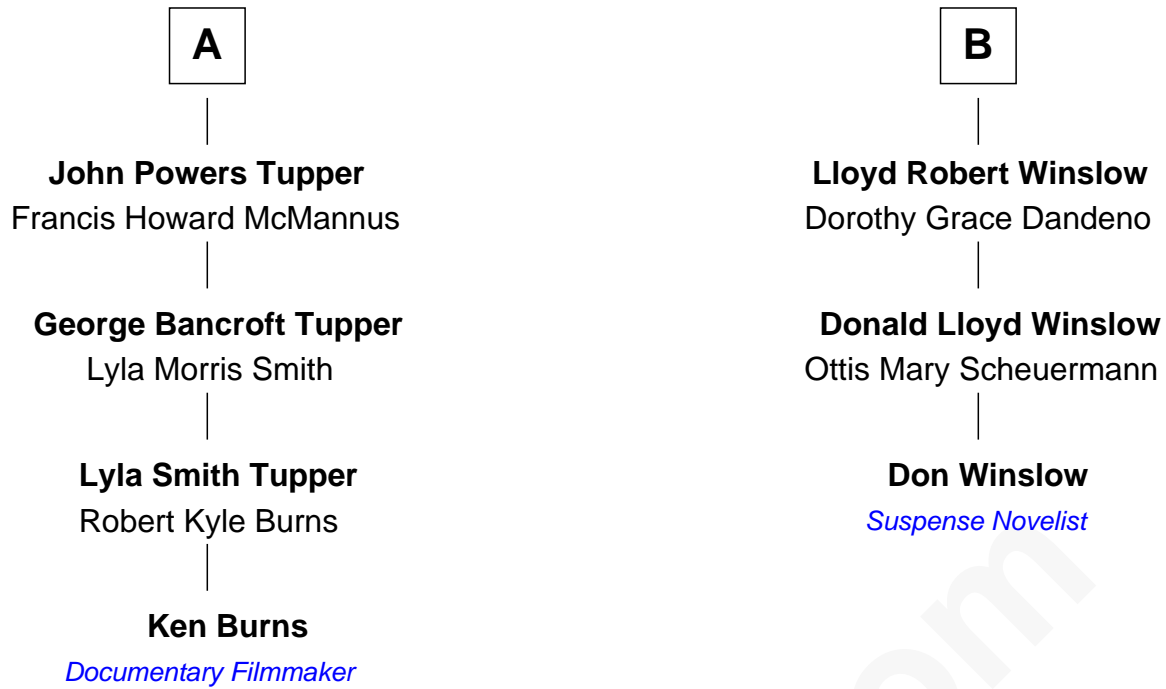 A
John Powers Tupper
Francis Howard McMannus
George Bancroft Tupper
Lyla Morris Smith
Lyla Smith Tupper
Robert Kyle Burns
Ken Burns
Documentary Filmmaker
B
Lloyd Robert Winslow
Dorothy Grace Dandeno
Donald Lloyd Winslow
Ottis Mary Scheuermann
Don Winslow
Suspense Novelist
om